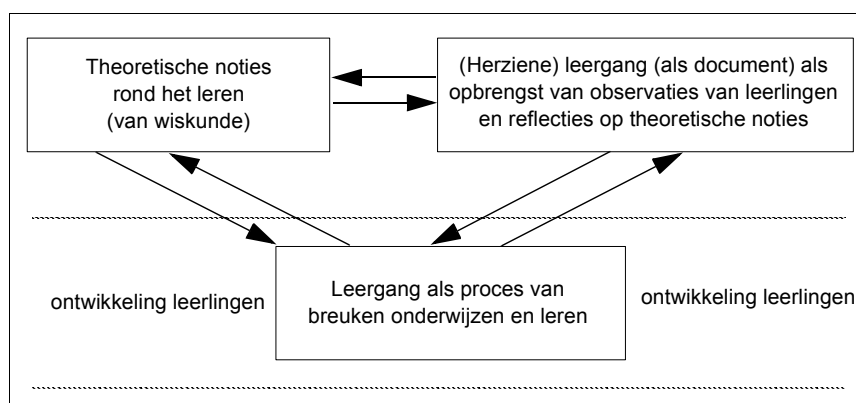 Theoretische noties
rond het leren
(van wiskunde)
(Herziene) leergang (als document) als
opbrengst van observaties van leerlingen
en reflecties op theoretische noties
ontwikkeling leerlingen
Leergang als proces van
breuken onderwijzen en leren
ontwikkeling leerlingen